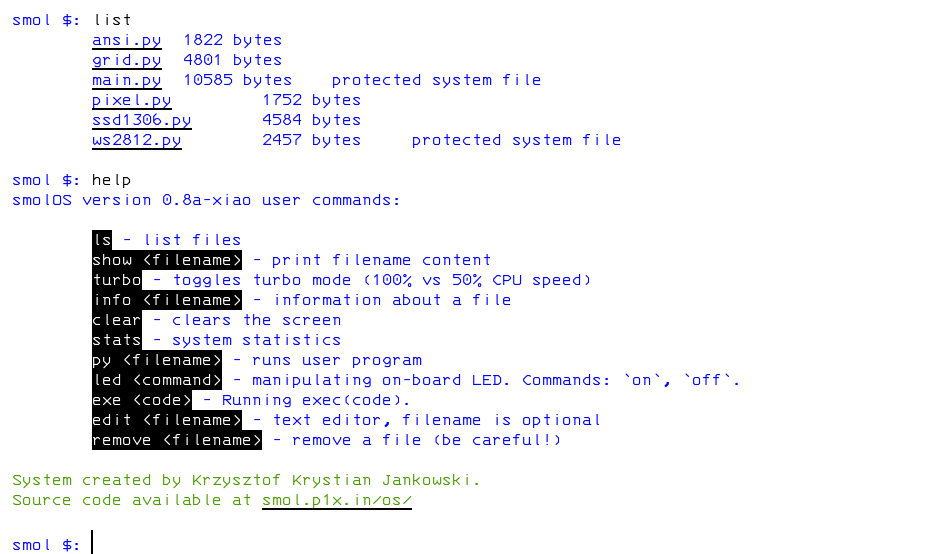 smol $: list
ansi.py 1822 bytes
grid.py 4801 bytes
main.py 10585 bytes protected system file
pixel.py 1752 bytes
ssd1306.py 4584 bytes
ws2812.py 2457 bytes protected system file
smol $: help
smolOS version 0.8a-xiao user commands:
ls - list files
show <filename> - print filename content
turbo - toggles turbo mode (100% vs 50% CPU speed)
info <filename> - information about a file
clear - clears the screen
stats - system statistics
py <filename> - runs user program
led <command> - manipulating on-board LED. Commands: `on`, `off`.
exe <code> - Running exec(code).
edit <filename> - text editor, filename is optional
remove <filename> - remove a file (be careful!)
System created by Krzysztof Krystian Jankowski.
Source code available at smol.p1x.in/os/
smol $: